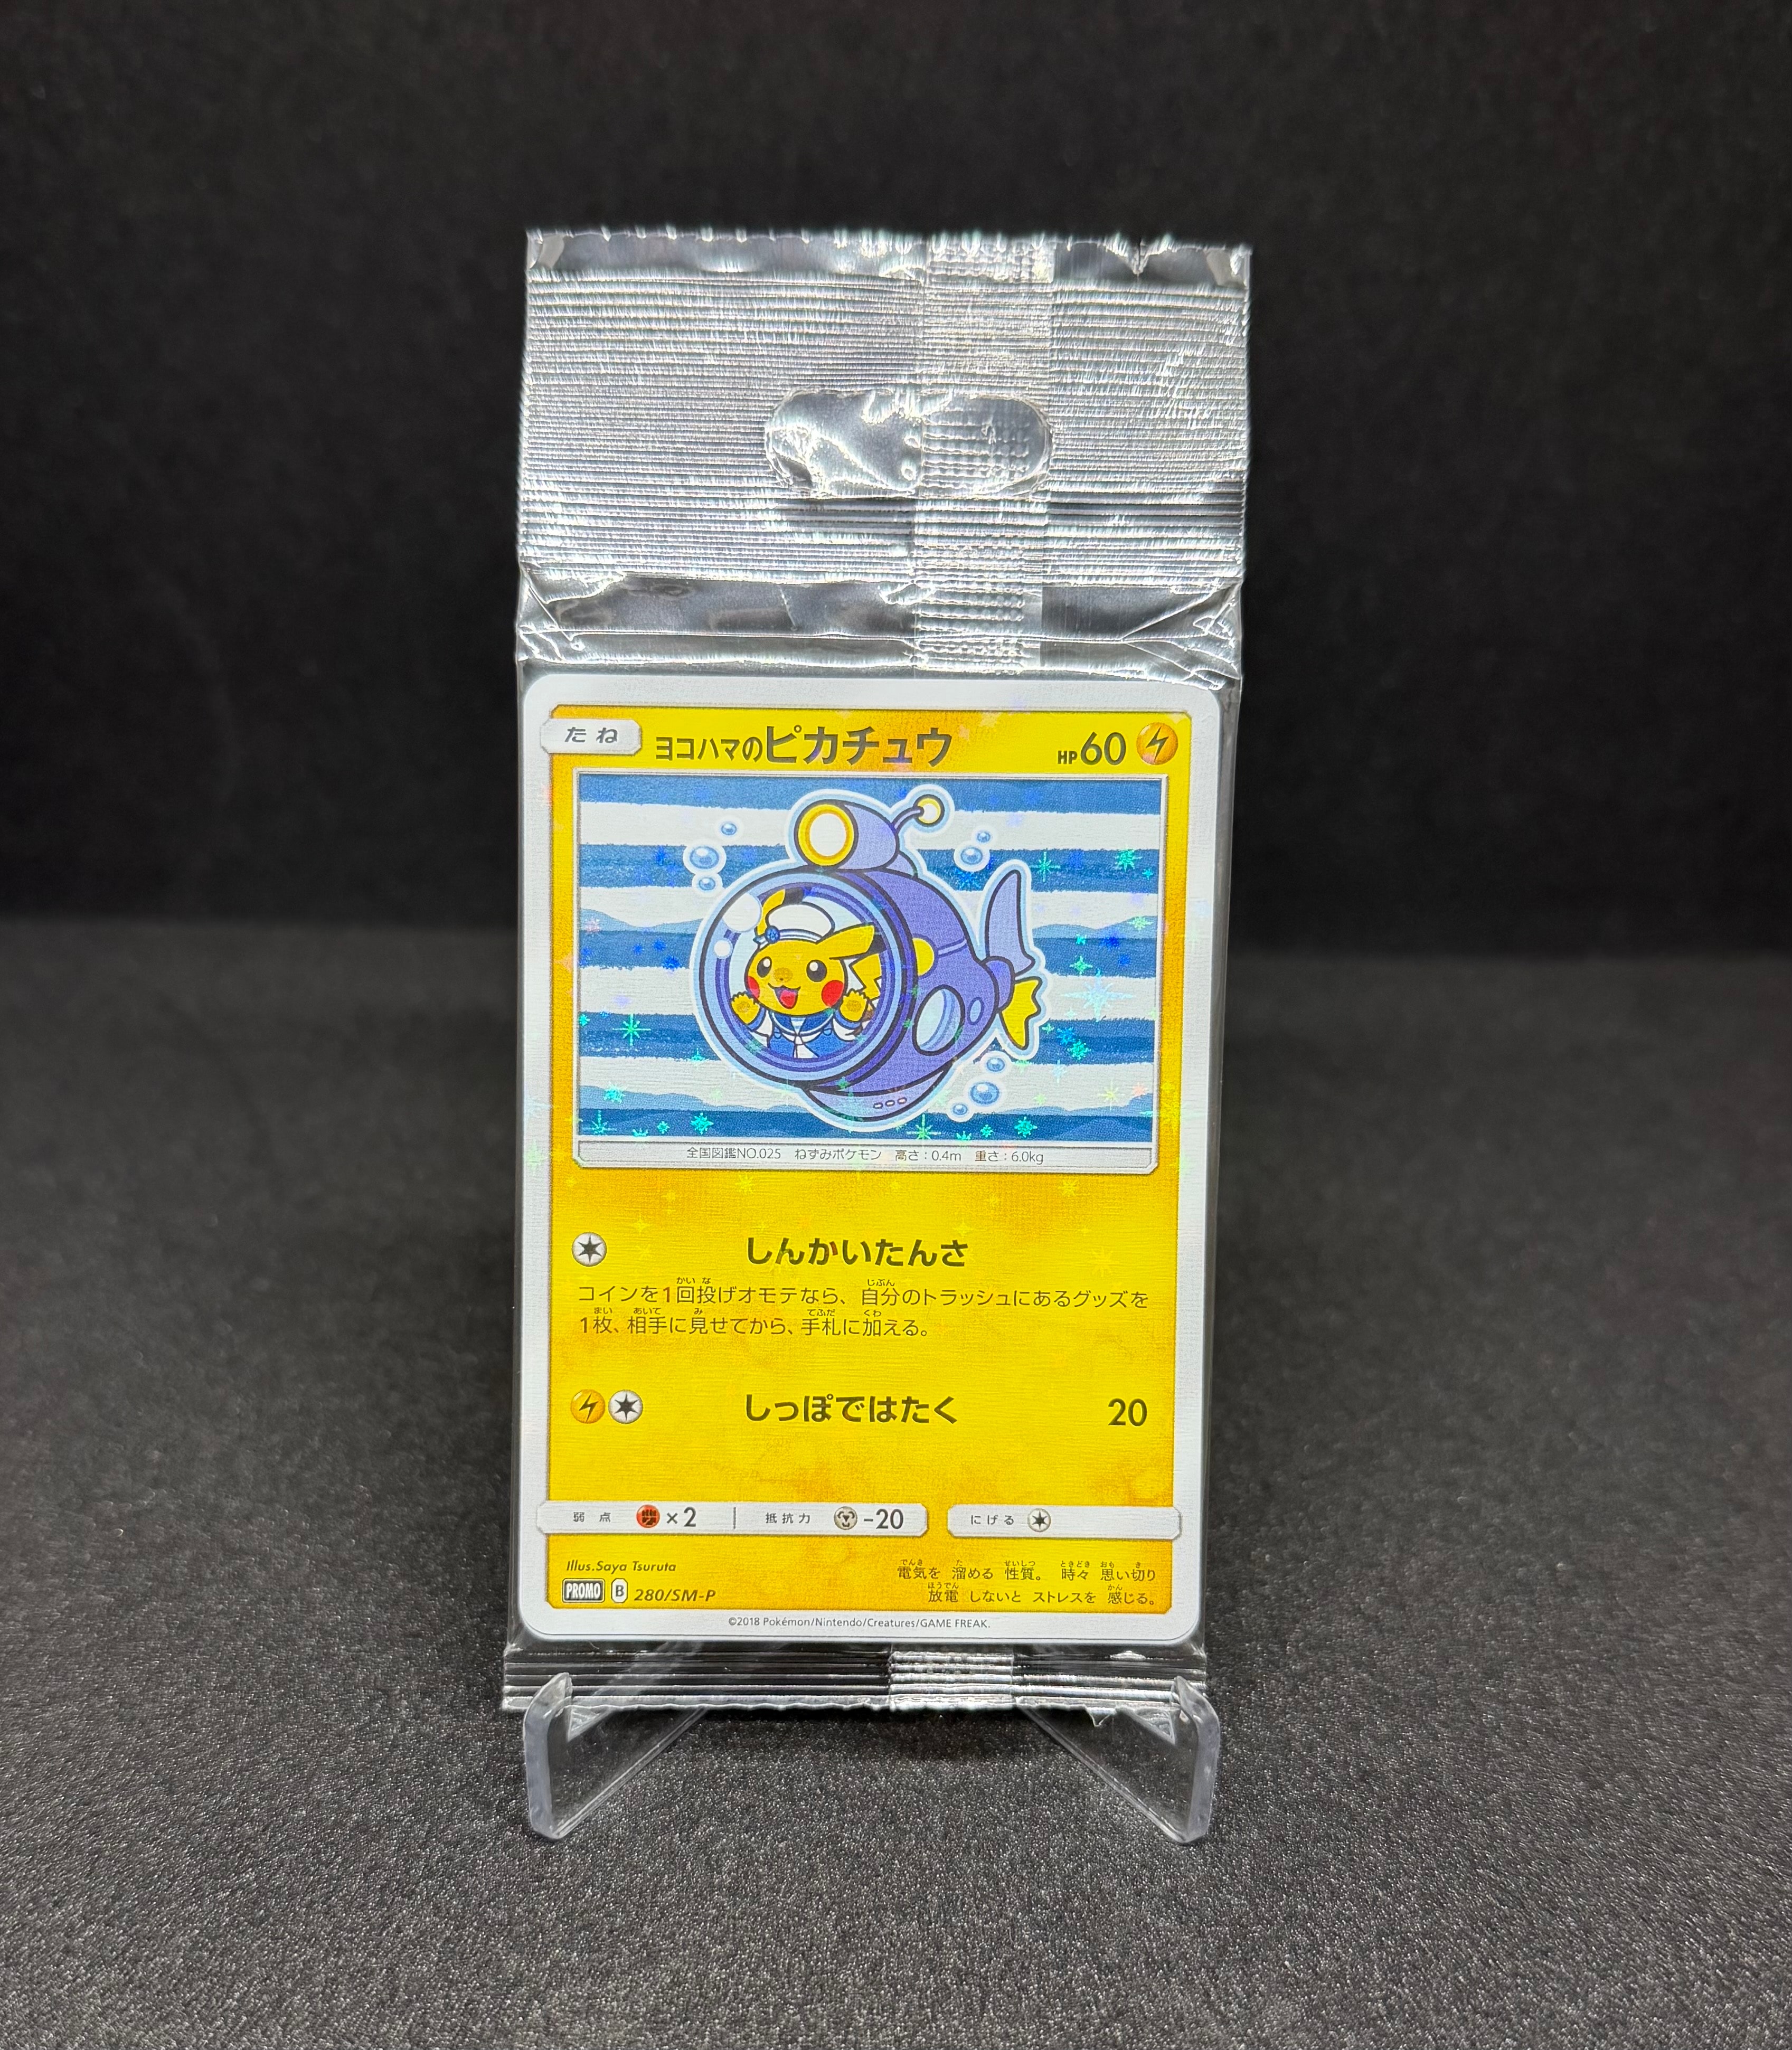 たね ヨコハマのピカチュウ HP60
全国図鑑NO.025 ねずみポケモン 高さ:0.4m 重さ:6.0kg
しんかいたんさ
コインを1回投げオモテなら、自分のトラッシュにあるグッズを
1枚、相手に見せてから、手札に加える。
しっぽではたく 20
弱点 ×2 抵抗力 -20 にげる
Illus.Saya Tsuruta
PROMO B 280/SM-P
電気を 溜める 性質。 時々 思い切り
放電 しないと ストレスを 感じる。
©2018 Pokémon/Nintendo/Creatures/GAME FREAK.